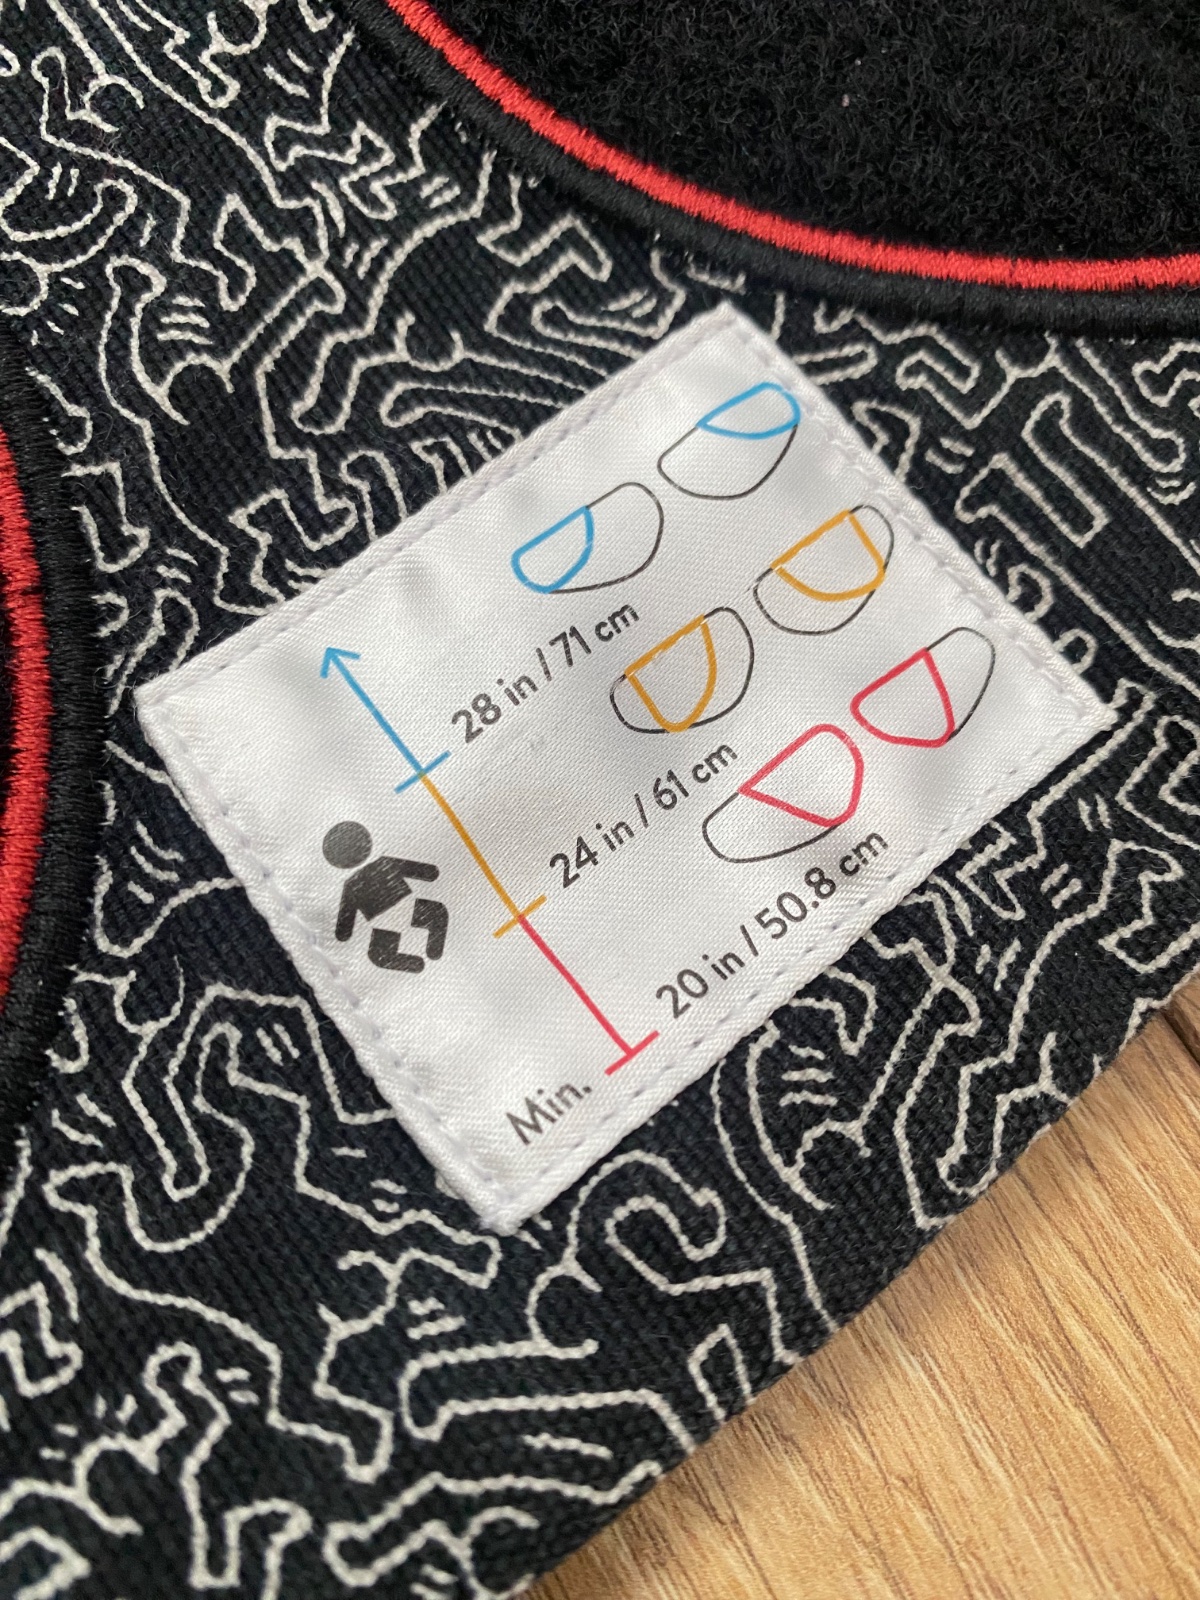 28 in / 71 cm
24 in / 61 cm
20 in / 50.8 cm
Min.